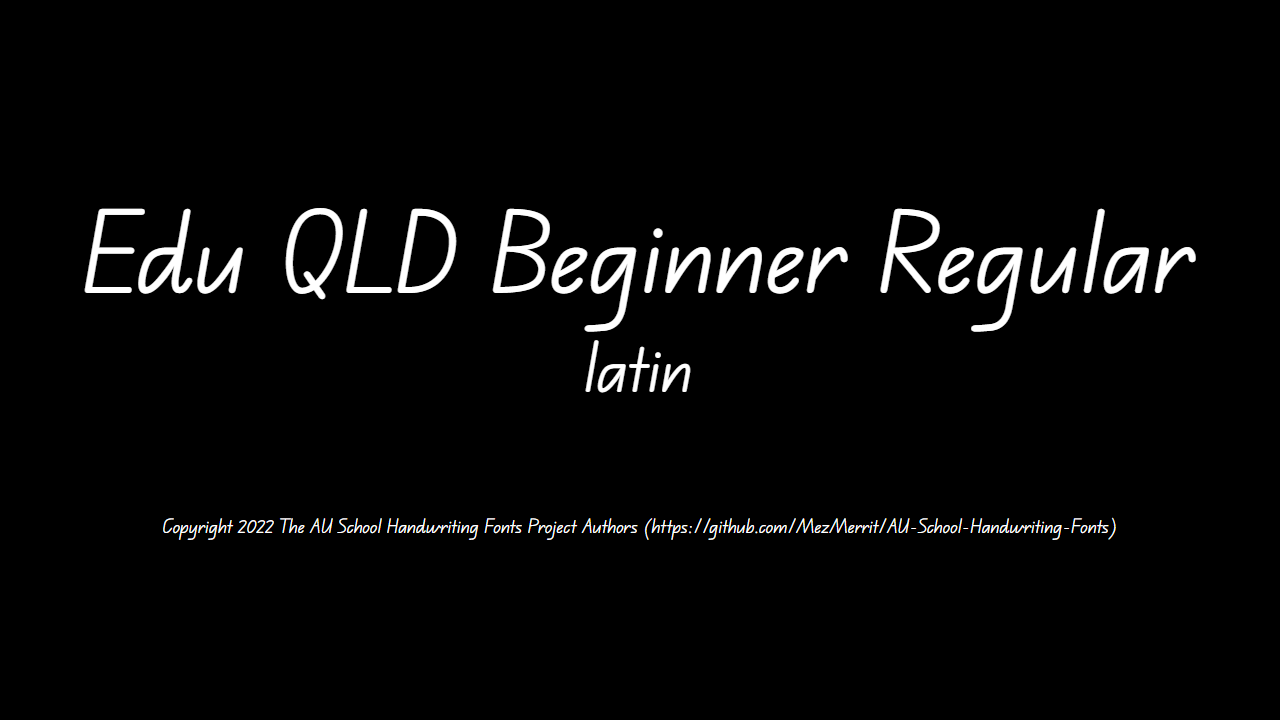 Edu QLD Beginner Regular
latin
Copyright 2022 The AU School Handwriting Fonts Project Authors (https://github.com/MezMerrit/AU-School-Handwriting-Fonts)